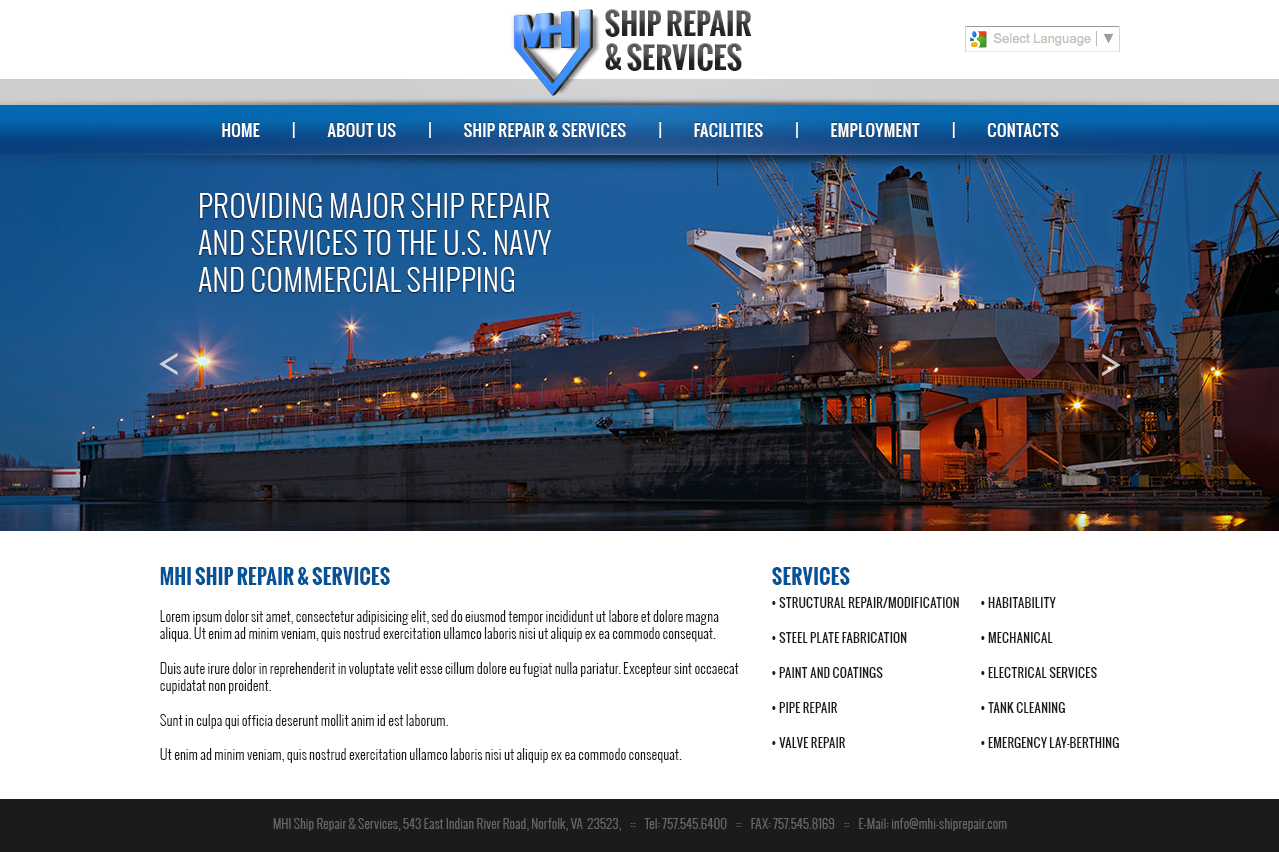 MHI SHIP REPAIR
& SERVICES
Select Language | ▼
HOME | ABOUT US | SHIP REPAIR & SERVICES | FACILITIES | EMPLOYMENT | CONTACTS
PROVIDING MAJOR SHIP REPAIR
AND SERVICES TO THE U.S. NAVY
AND COMMERCIAL SHIPPING
< >
MHI SHIP REPAIR & SERVICES
Lorem ipsum dolor sit amet, consectetur adipisicing elit, sed do eiusmod tempor incididunt ut labore et dolore magna
aliqua. Ut enim ad minim veniam, quis nostrud exercitation ullamco laboris nisi ut aliquip ex ea commodo consequat.
Duis aute irure dolor in reprehenderit in voluptate velit esse cillum dolore eu fugiat nulla pariatur. Excepteur sint occaecat
cupidatat non proident.
Sunt in culpa qui officia deserunt mollit anim id est laborum.
Ut enim ad minim veniam, quis nostrud exercitation ullamco laboris nisi ut aliquip ex ea commodo consequat.
SERVICES
• STRUCTURAL REPAIR/MODIFICATION
• STEEL PLATE FABRICATION
• PAINT AND COATINGS
• PIPE REPAIR
• VALVE REPAIR
• HABITABILITY
• MECHANICAL
• ELECTRICAL SERVICES
• TANK CLEANING
• EMERGENCY LAY-BERTHING
MHI Ship Repair & Services, 543 East Indian River Road, Norfolk, VA 23523, :: Tel: 757.545.6400 :: FAX: 757.545.8169 :: E-Mail: info@mhi-shiprepair.com